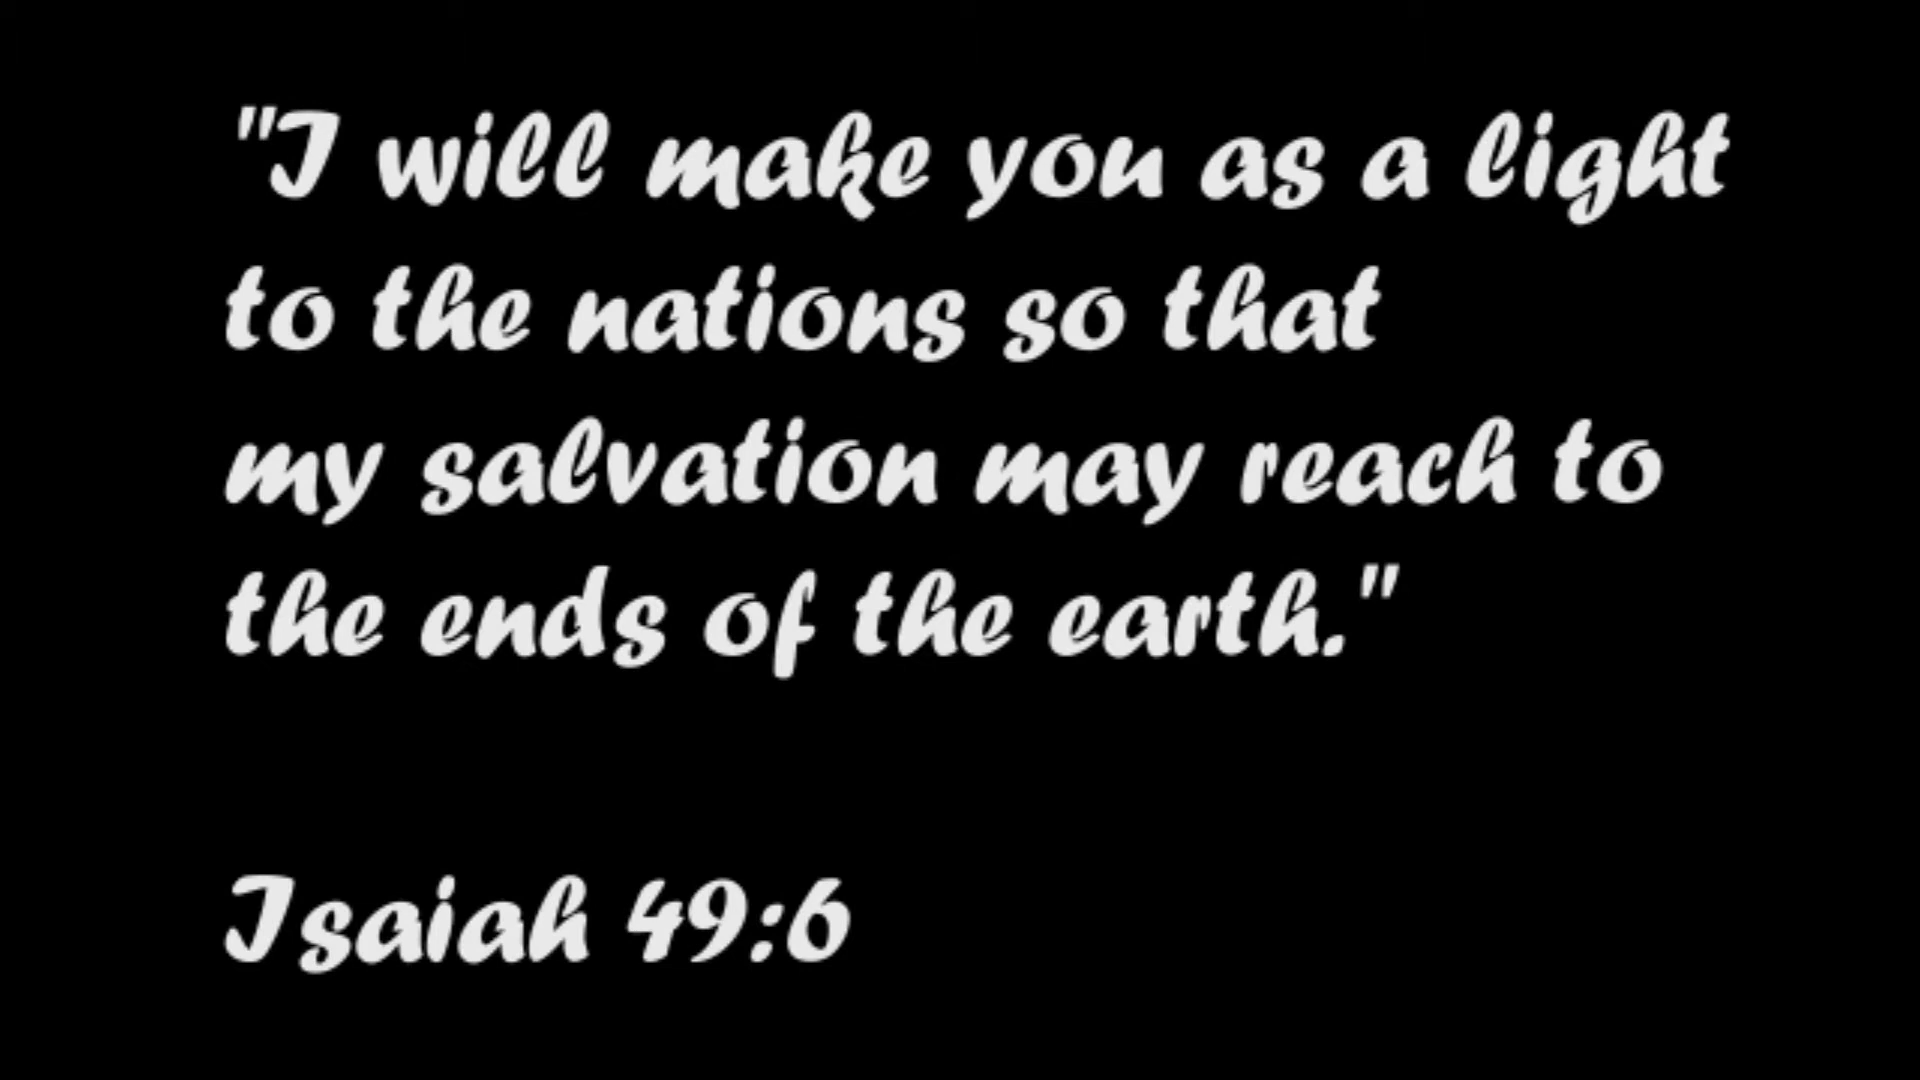 "I will make you as a light
to the nations so that
my salvation may reach to
the ends of the earth."
Isaiah 49:6